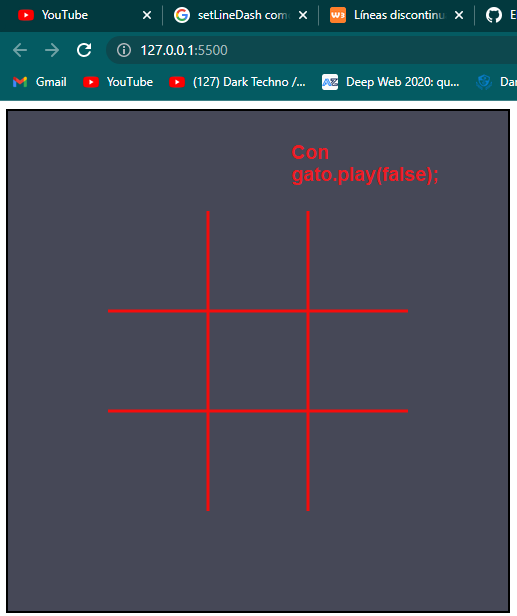 YouTube
setLineDash com
Líneas discontinu
E
127.0.0.1:5500
Gmail
YouTube
(127) Dark Techno /...
Deep Web 2020: qu...
Dar
Con
gato.play(false);